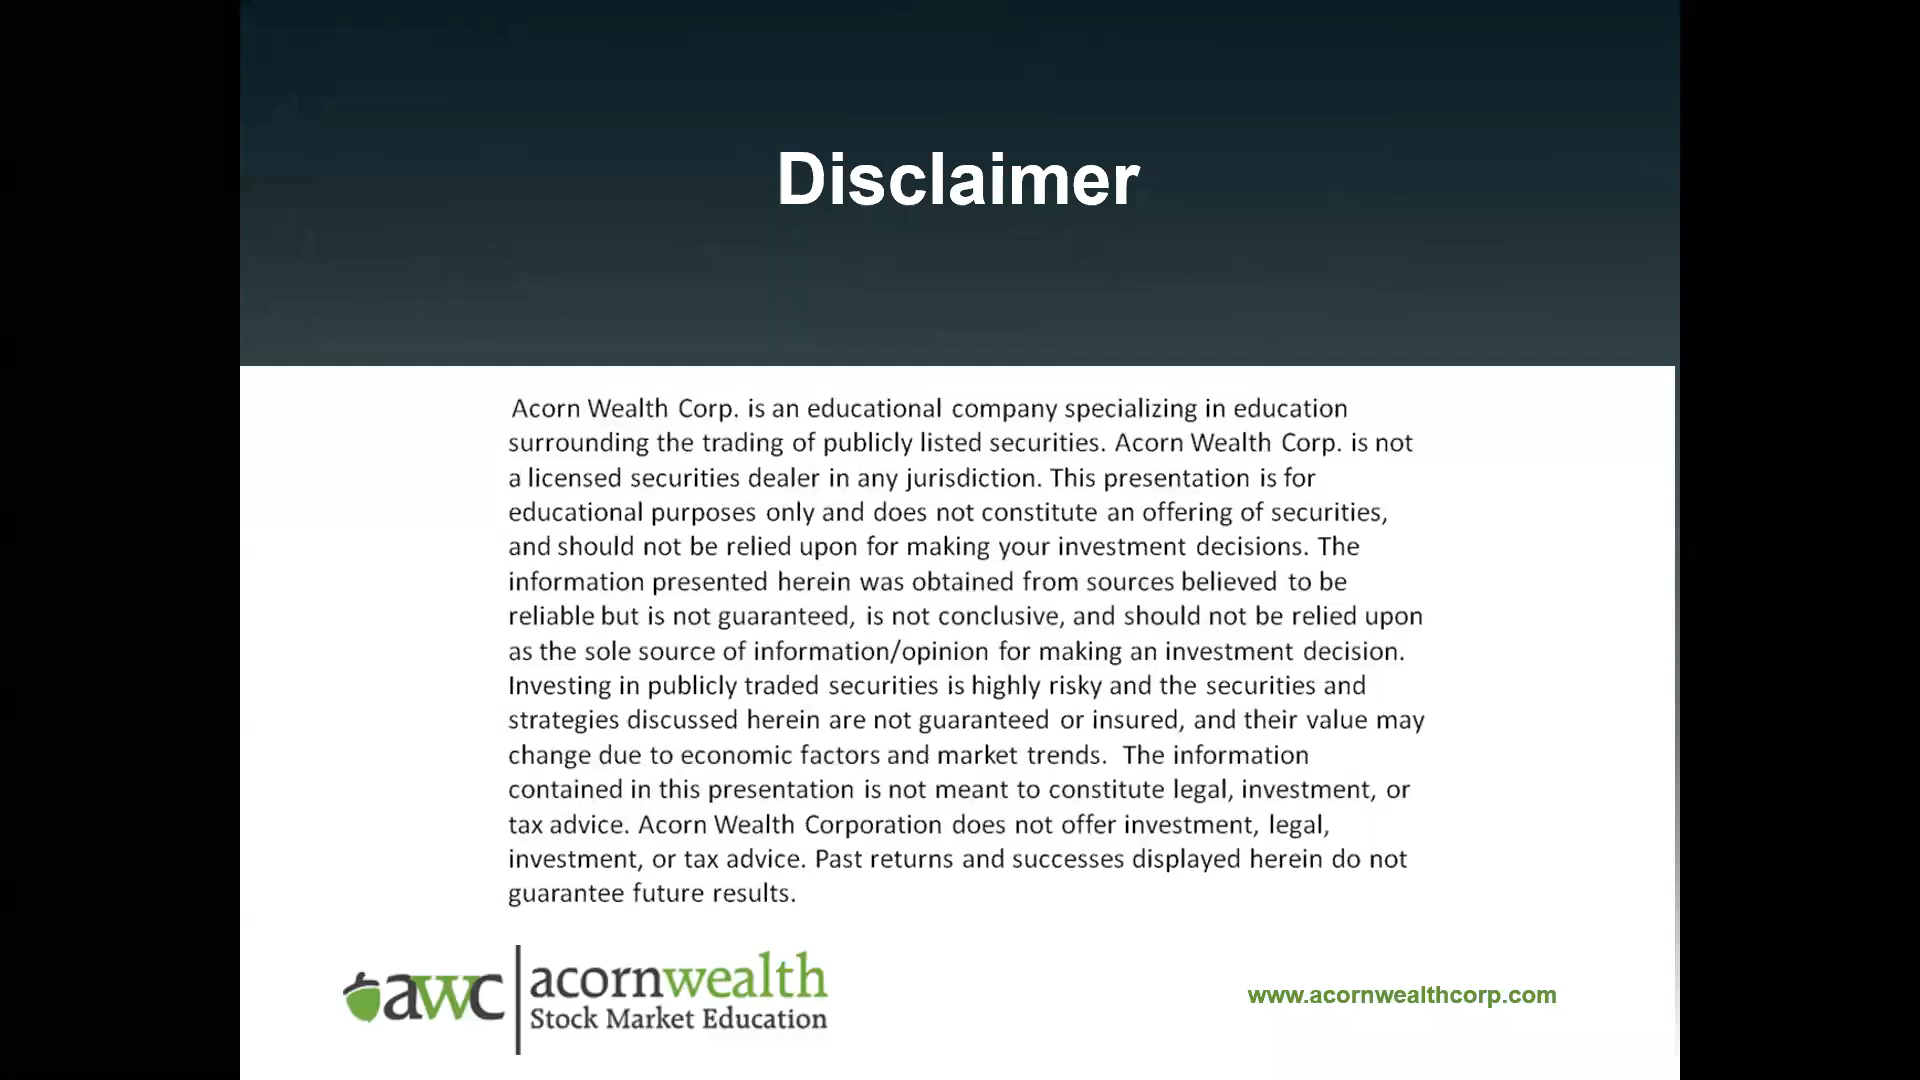 Disclaimer
Acorn Wealth Corp. is an educational company specializing in education
surrounding the trading of publicly listed securities. Acorn Wealth Corp. is not
a licensed securities dealer in any jurisdiction. This presentation is for
educational purposes only and does not constitute an offering of securities,
and should not be relied upon for making your investment decisions. The
information presented herein was obtained from sources believed to be
reliable but is not guaranteed, is not conclusive, and should not be relied upon
as the sole source of information/opinion for making an investment decision.
Investing in publicly traded securities is highly risky and the securities and
strategies discussed herein are not guaranteed or insured, and their value may
change due to economic factors and market trends.  The information
contained in this presentation is not meant to constitute legal, investment, or
tax advice. Acorn Wealth Corporation does not offer investment, legal,
investment, or tax advice. Past returns and successes displayed herein do not
guarantee future results.
awc
acornwealth
Stock Market Education
www.acornwealthcorp.com